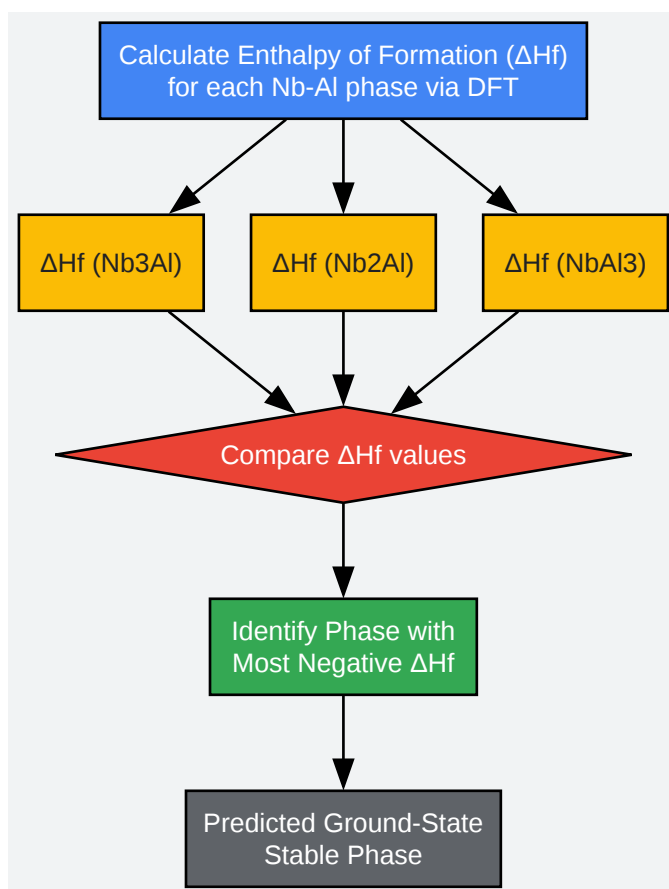 Calculate Enthalpy of Formation (ΔHf)
for each Nb-Al phase via DFT
ΔHf (Nb3Al)
ΔHf (Nb2Al)
ΔHf (NbAl3)
Compare ΔHf values
Identify Phase with
Most Negative ΔHf
Predicted Ground-State
Stable Phase